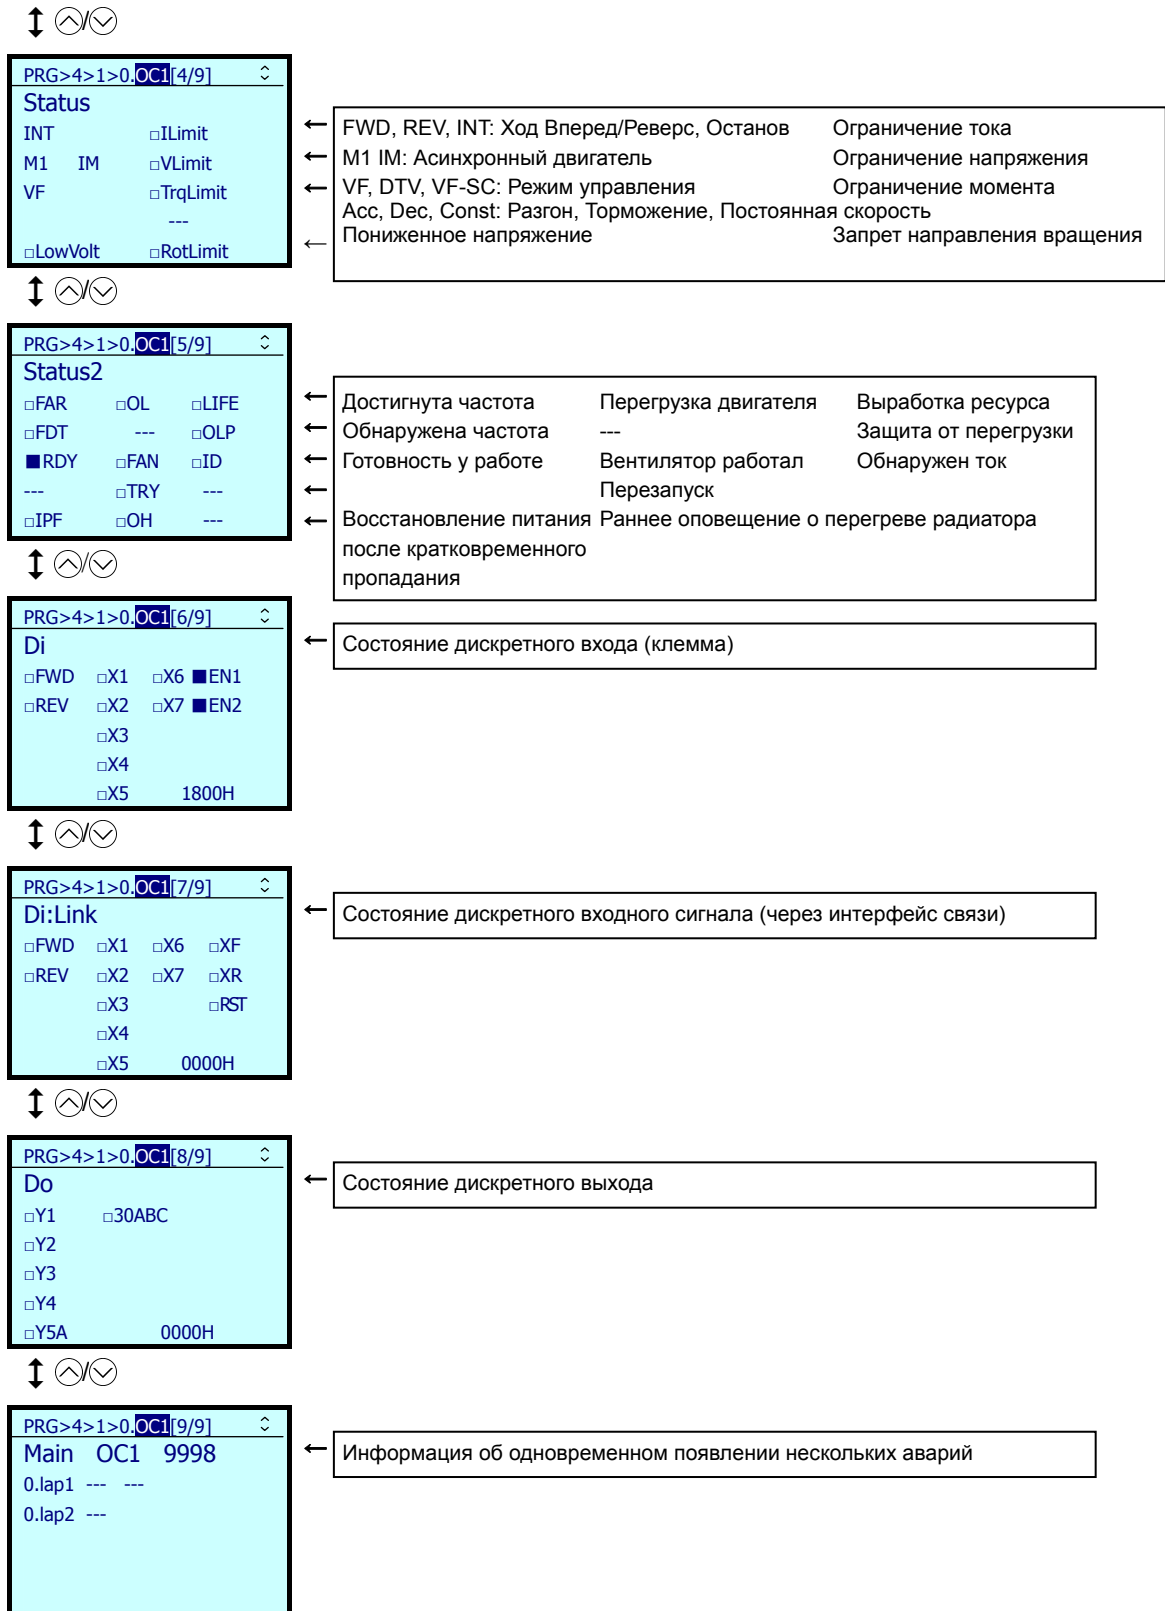 PRG>4>1>0.OC1[4/9]
Status
INT □ILimit
M1 IM □VLimit
VF □TrqLimit
---
□LowVolt □RotLimit
FWD, REV, INT: Ход Вперед/Реверс, Останов Ограничение тока
M1 IM: Асинхронный двигатель Ограничение напряжения
VF, DTV, VF-SC: Режим управления Ограничение момента
Acc, Dec, Const: Разгон, Торможение, Постоянная скорость
Пониженное напряжение Запрет направления вращения
PRG>4>1>0.OC1[5/9]
Status2
□FAR □OL □LIFE
□FDT --- □OLP
■RDY □FAN □ID
--- □TRY ---
□IPF □OH ---
Достигнута частота Перегрузка двигателя Выработка ресурса
Обнаружена частота --- Защита от перегрузки
Готовность у работе Вентилятор работал Обнаружен ток
Перезапуск
Восстановление питания Раннее оповещение о перегреве радиатора
после кратковременного
пропадания
PRG>4>1>0.OC1[6/9]
Di
□FWD □X1 □X6 ■EN1
□REV □X2 □X7 ■EN2
□X3
□X4
□X5 1800H
Состояние дискретного входа (клемма)
PRG>4>1>0.OC1[7/9]
Di:Link
□FWD □X1 □X6 □XF
□REV □X2 □X7 □XR
□X3 □RST
□X4
□X5 0000H
Состояние дискретного входного сигнала (через интерфейс связи)
PRG>4>1>0.OC1[8/9]
Do
□Y1 □30ABC
□Y2
□Y3
□Y4
□Y5A 0000H
Состояние дискретного выхода
PRG>4>1>0.OC1[9/9]
Main OC1 9998
0.lap1 --- ---
0.lap2 ---
Информация об одновременном появлении нескольких аварий